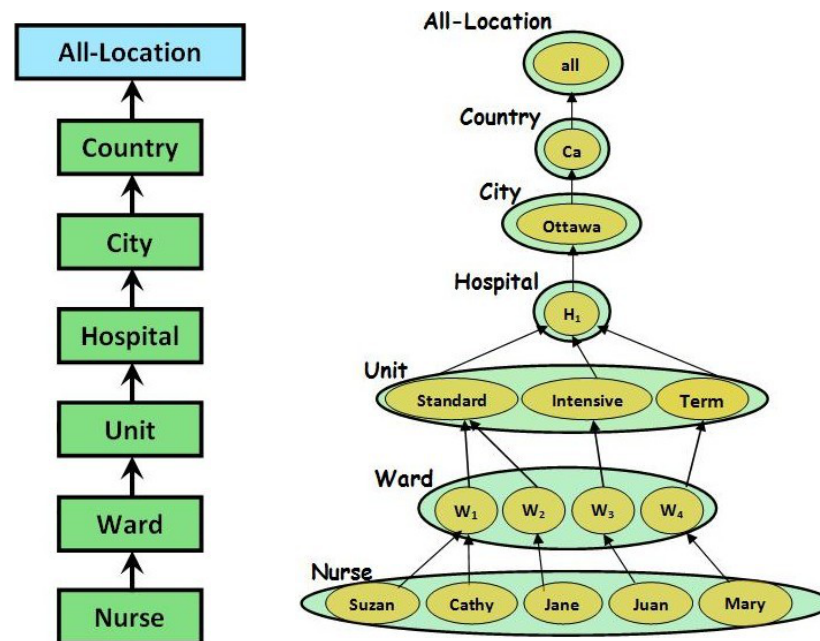 All-Location
Country
City
Hospital
Unit
Ward
Nurse
All-Location
all
Country
Ca
City
Ottawa
Hospital
H₁
Unit
Standard Intensive Term
Ward
W₁ W₂ W₃ W₄
Nurse
Suzan Cathy Jane Juan Mary